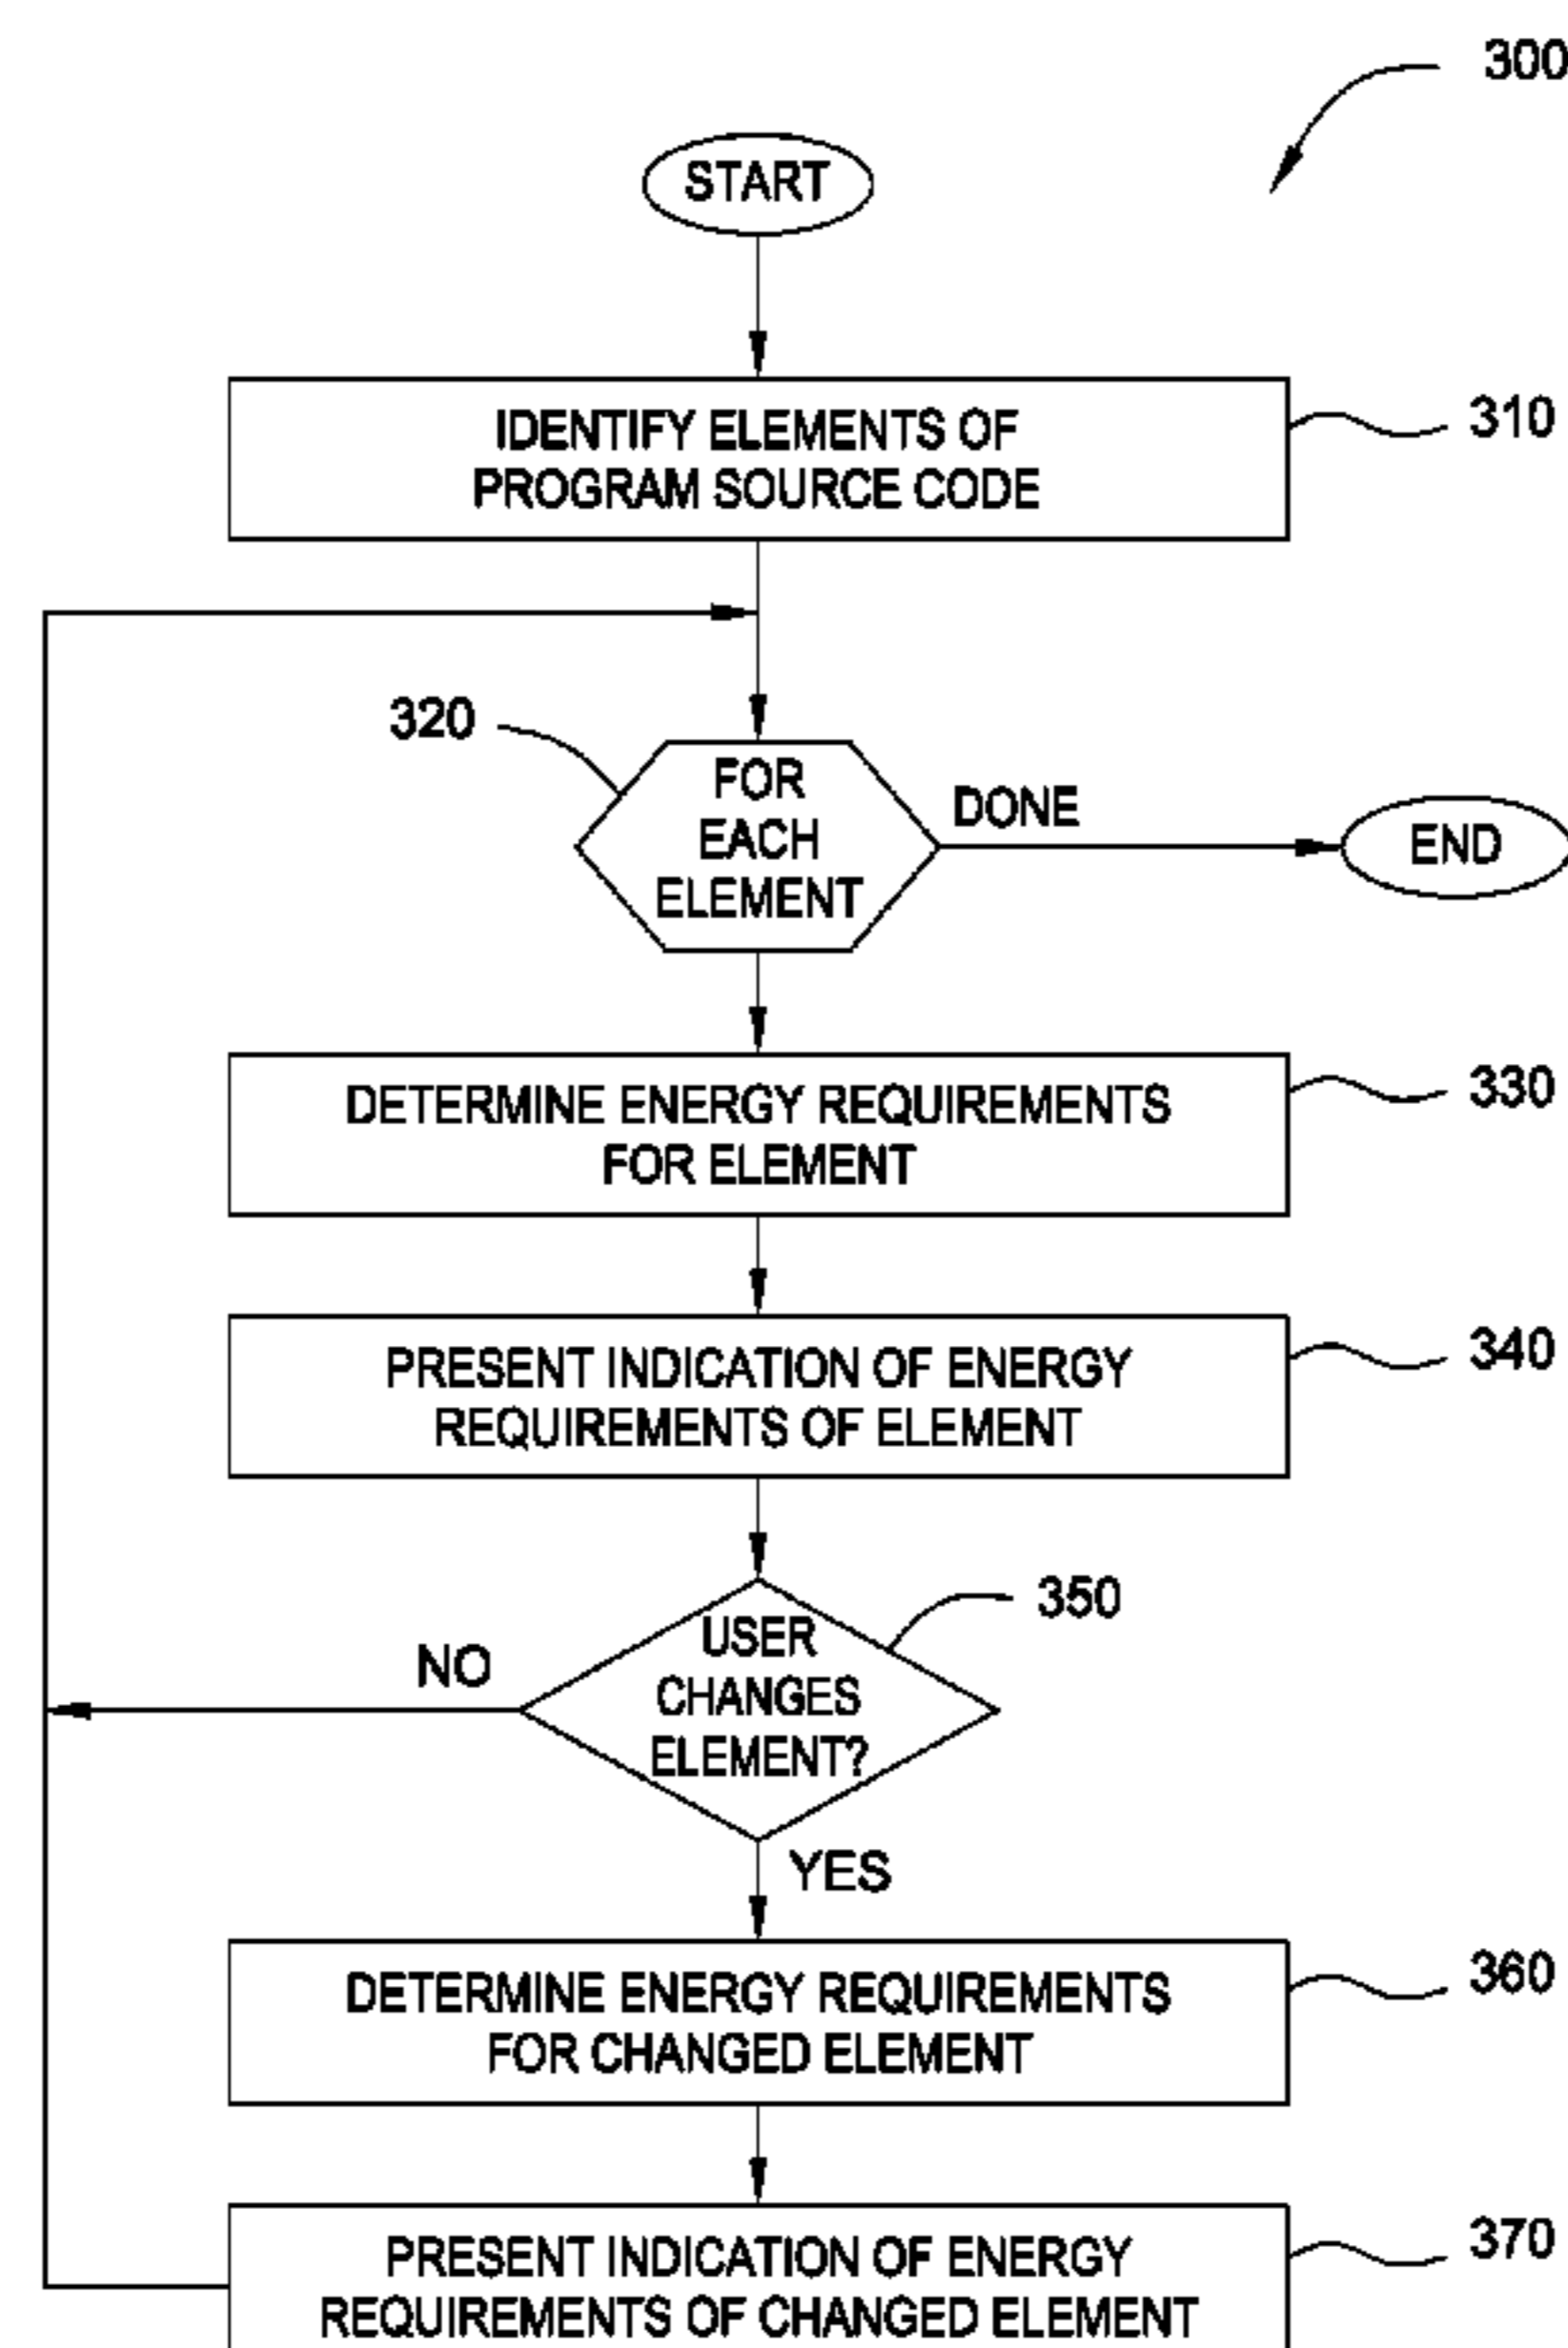 300
START
IDENTIFY ELEMENTS OF
PROGRAM SOURCE CODE
310
320
FOR
EACH
ELEMENT
DONE
END
DETERMINE ENERGY REQUIREMENTS
FOR ELEMENT
330
PRESENT INDICATION OF ENERGY
REQUIREMENTS OF ELEMENT
340
350
USER
CHANGES
ELEMENT?
NO
YES
DETERMINE ENERGY REQUIREMENTS
FOR CHANGED ELEMENT
360
PRESENT INDICATION OF ENERGY
REQUIREMENTS OF CHANGED ELEMENT
370